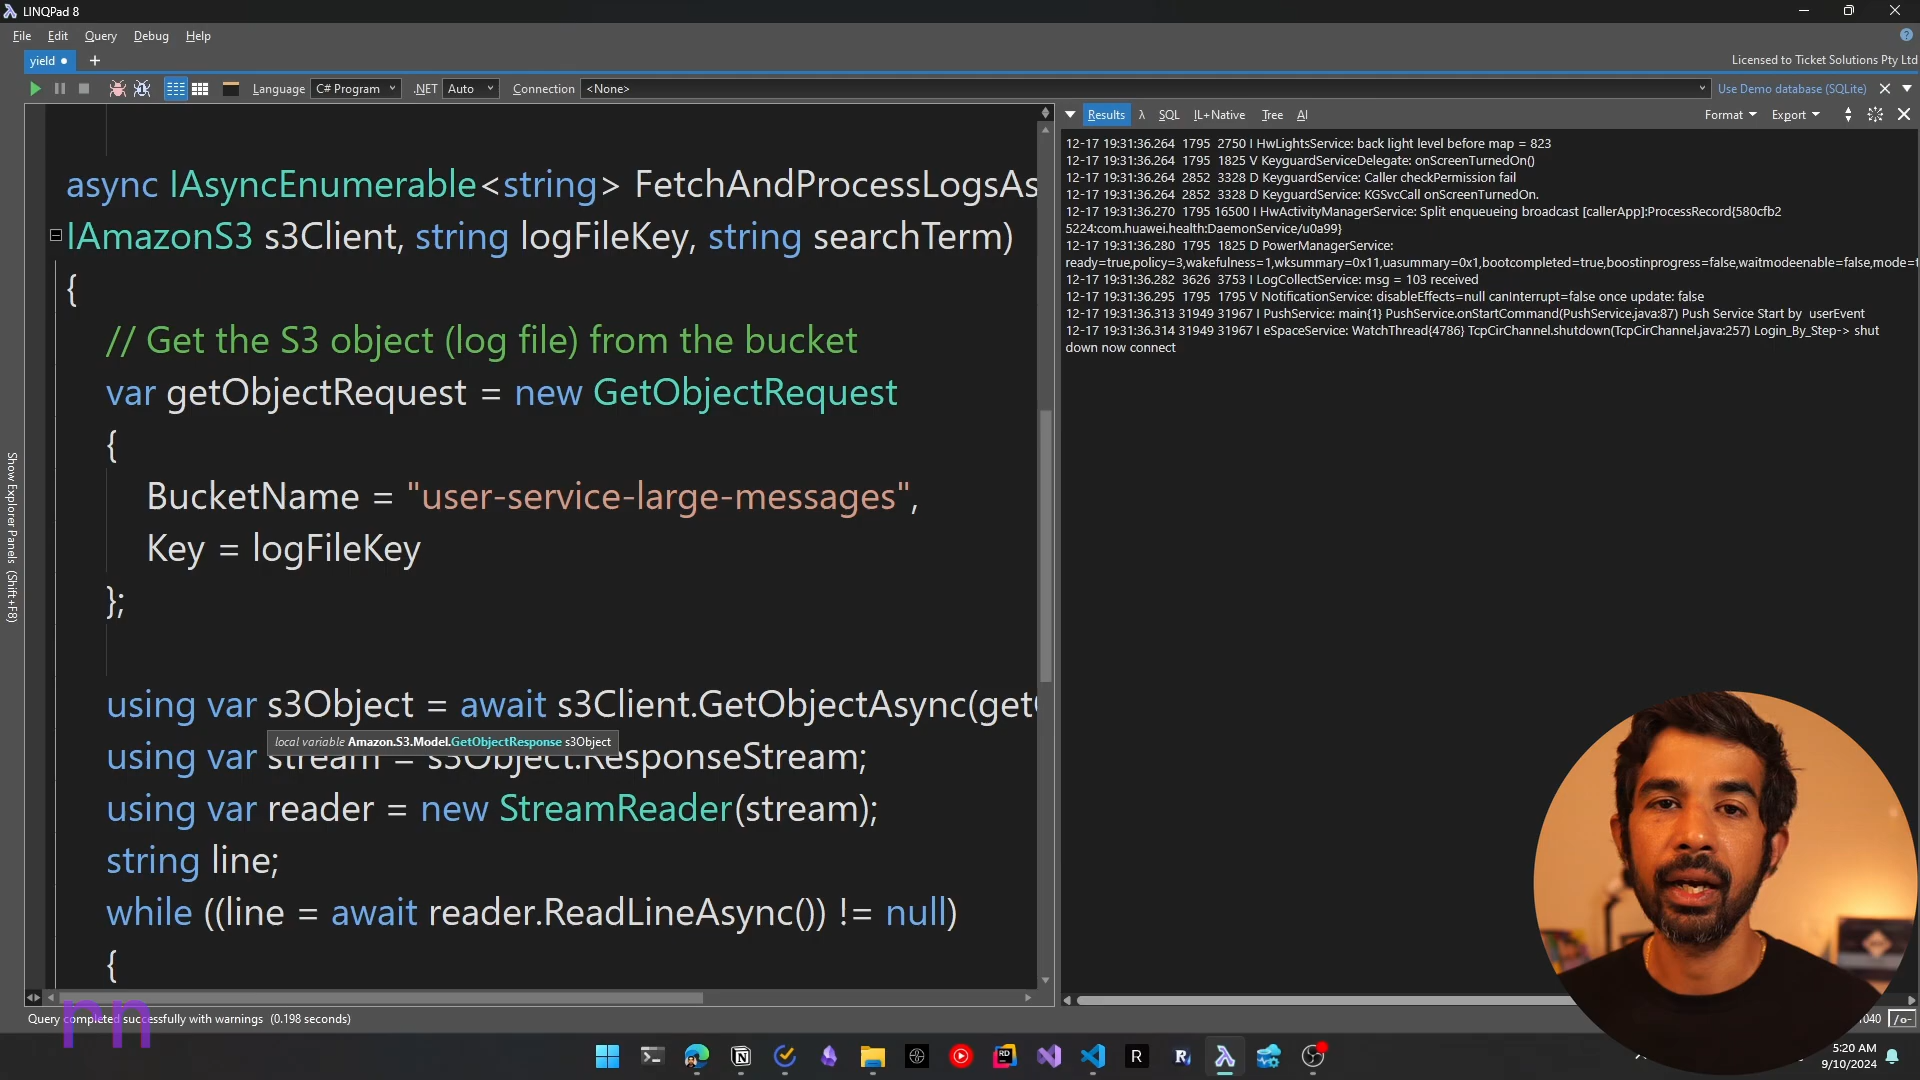 LINQPad 8
File Edit Query Debug Help
yield
Licensed to Ticket Solutions Pty Ltd
Language C# Program .NET Auto Connection <None>
Use Demo database (SQLite)
Results λ SQL IL+Native Tree AI
Format Export
async IAsyncEnumerable<string> FetchAndProcessLogsAs
IAmazonS3 s3Client, string logFileKey, string searchTerm)
{
// Get the S3 object (log file) from the bucket
var getObjectRequest = new GetObjectRequest
{
BucketName = "user-service-large-messages",
Key = logFileKey
};
using var s3Object = await s3Client.GetObjectAsync(get
local variable Amazon.S3.Model.GetObjectResponse s3Object
using var stream = s3Object.ResponseStream;
using var reader = new StreamReader(stream);
string line;
while ((line = await reader.ReadLineAsync()) != null)
{
12-17 19:31:36.264 1795 2750 I HwLightsService: back light level before map = 823
12-17 19:31:36.264 1795 1825 V KeyguardServiceDelegate: onScreenTurnedOn()
12-17 19:31:36.264 2852 3328 D KeyguardService: Caller checkPermission fail
12-17 19:31:36.264 2852 3328 D KeyguardService: KGSvcCall onScreenTurnedOn.
12-17 19:31:36.270 1795 16500 I HwActivityManagerService: Split enqueueing broadcast [callerApp]:ProcessRecord{580cfb2
5224:com.huawei.health:DaemonService/u0a99}
12-17 19:31:36.280 1795 1825 D PowerManagerService:
ready=true,policy=3,wakefulness=1,wksummary=0x11,uasummary=0x1,bootcompleted=true,boostinprogress=false,waitmodeenable=false,mode=
12-17 19:31:36.282 3626 3753 I LogCollectService: msg = 103 received
12-17 19:31:36.295 1795 1795 V NotificationService: disableEffects=null canInterrupt=false once update: false
12-17 19:31:36.313 31949 31967 I PushService: main{1} PushService.onStartCommand(PushService.java:87) Push Service Start by userEvent
12-17 19:31:36.314 31949 31967 I eSpaceService: WatchThread{4786} TcpCirChannel.shutdown(TcpCirChannel.java:257) Login_By_Step-> shut
down now connect
Show Explorer Panels (Shift+F8)
rn
Query completed successfully with warnings (0.198 seconds)
040 /o-
5:20 AM
9/10/2024